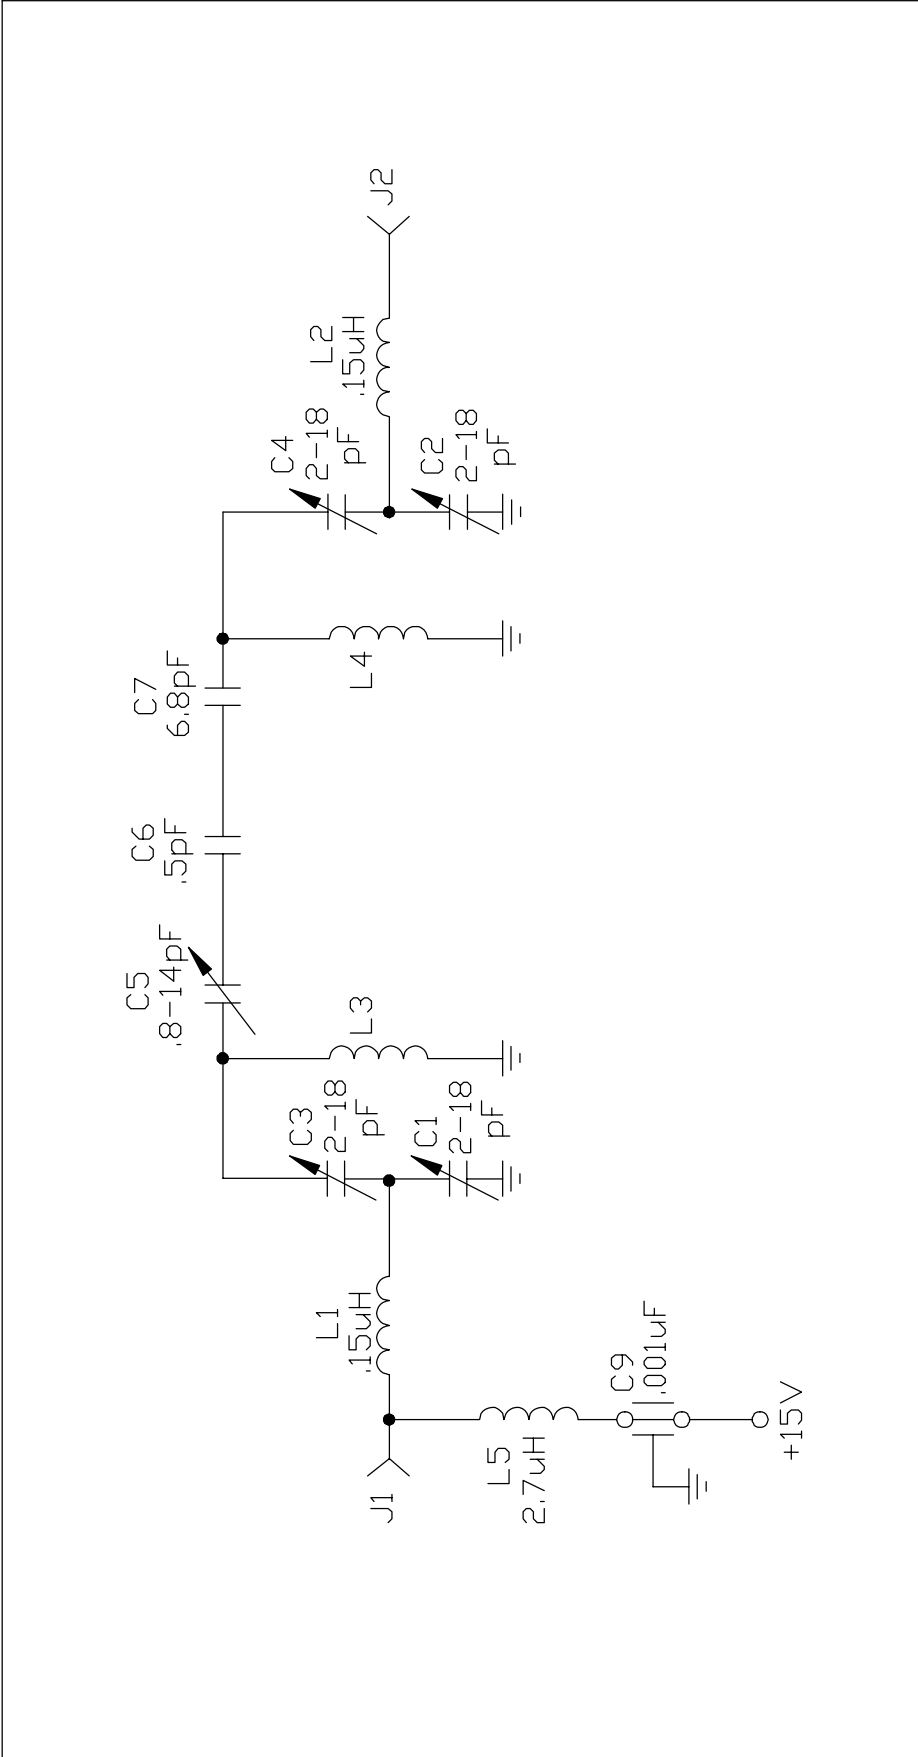 J1
L5
2.7uH
C9
.001uF
+15V
L1
.15uH
C3
2-18
pF
C1
2-18
pF
L3
C5
.8-14pF
C6
.5pF
C7
6.8pF
L4
C4
2-18
pF
C2
2-18
pF
L2
.15uH
J2